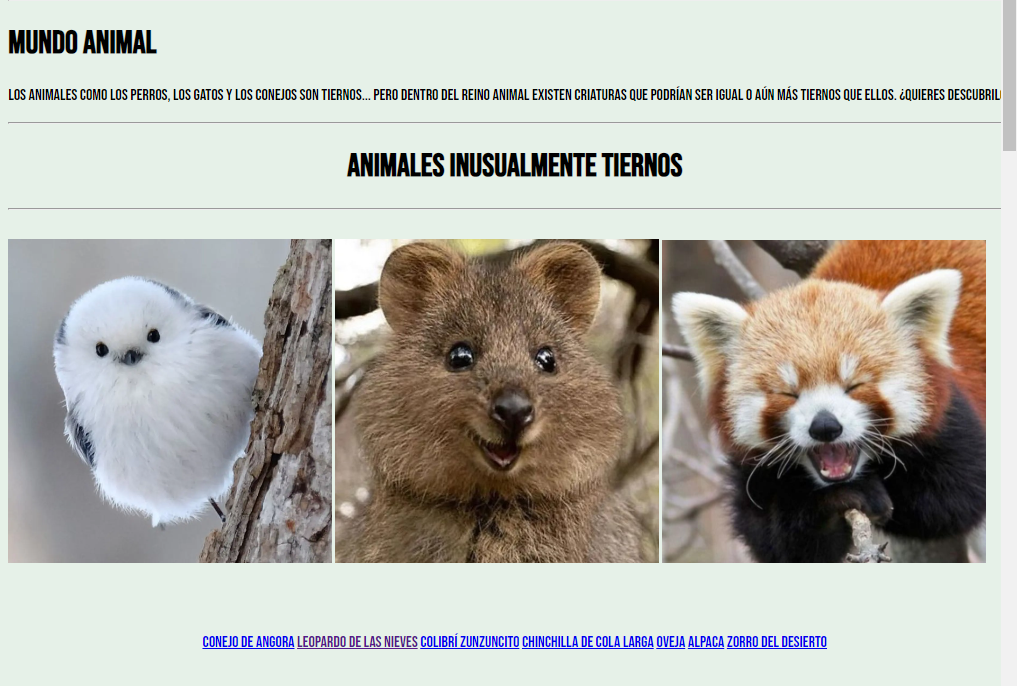 MUNDO ANIMAL
LOS ANIMALES COMO LOS PERROS, LOS GATOS Y LOS CONEJOS SON TIERNOS... PERO DENTRO DEL REINO ANIMAL EXISTEN CRIATURAS QUE PODRÍAN SER IGUAL O AÚN MÁS TIERNOS QUE ELLOS. ¿QUIERES
ANIMALES INUSUALMENTE TIERNOS
CONEJO DE ANGORA LEOPARDO DE LAS NIEVES COLIBRÍ ZUNZUNCITO CHINCHILLA DE COLA LARGA OVEJA ALPACA ZORRO DEL DESIERTO